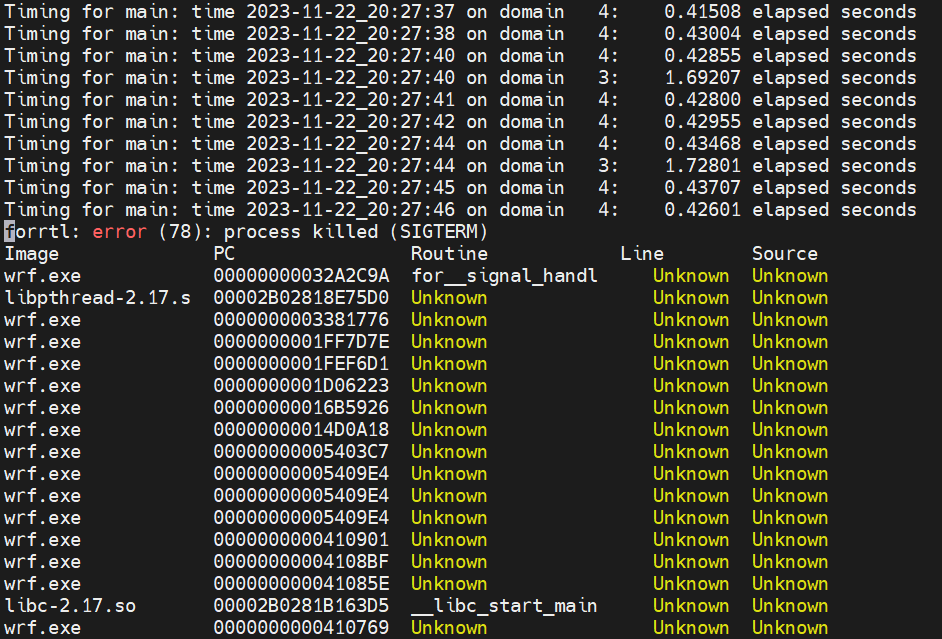 Timing for main: time 2023-11-22_20:27:37 on domain   4:    0.41508 elapsed seconds
Timing for main: time 2023-11-22_20:27:38 on domain   4:    0.43004 elapsed seconds
Timing for main: time 2023-11-22_20:27:40 on domain   4:    0.42855 elapsed seconds
Timing for main: time 2023-11-22_20:27:40 on domain   3:    1.69207 elapsed seconds
Timing for main: time 2023-11-22_20:27:41 on domain   4:    0.42800 elapsed seconds
Timing for main: time 2023-11-22_20:27:42 on domain   4:    0.42955 elapsed seconds
Timing for main: time 2023-11-22_20:27:44 on domain   4:    0.43468 elapsed seconds
Timing for main: time 2023-11-22_20:27:44 on domain   3:    1.72801 elapsed seconds
Timing for main: time 2023-11-22_20:27:45 on domain   4:    0.43707 elapsed seconds
Timing for main: time 2023-11-22_20:27:46 on domain   4:    0.42601 elapsed seconds
forrtl: error (78): process killed (SIGTERM)
Image              PC                Routine            Line        Source
wrf.exe            00000000032A2C9A  for__signal_handl     Unknown  Unknown
libpthread-2.17.s  00002B02818E75D0  Unknown               Unknown  Unknown
wrf.exe            0000000003381776  Unknown               Unknown  Unknown
wrf.exe            0000000001FF7D7E  Unknown               Unknown  Unknown
wrf.exe            0000000001FEF6D1  Unknown               Unknown  Unknown
wrf.exe            0000000001D06223  Unknown               Unknown  Unknown
wrf.exe            00000000016B5926  Unknown               Unknown  Unknown
wrf.exe            00000000014D0A18  Unknown               Unknown  Unknown
wrf.exe            00000000005403C7  Unknown               Unknown  Unknown
wrf.exe            00000000005409E4  Unknown               Unknown  Unknown
wrf.exe            00000000005409E4  Unknown               Unknown  Unknown
wrf.exe            00000000005409E4  Unknown               Unknown  Unknown
wrf.exe            0000000000410901  Unknown               Unknown  Unknown
wrf.exe            00000000004108BF  Unknown               Unknown  Unknown
wrf.exe            000000000041085E  Unknown               Unknown  Unknown
libc-2.17.so       00002B0281B163D5  __libc_start_main     Unknown  Unknown
wrf.exe            0000000000410769  Unknown               Unknown  Unknown